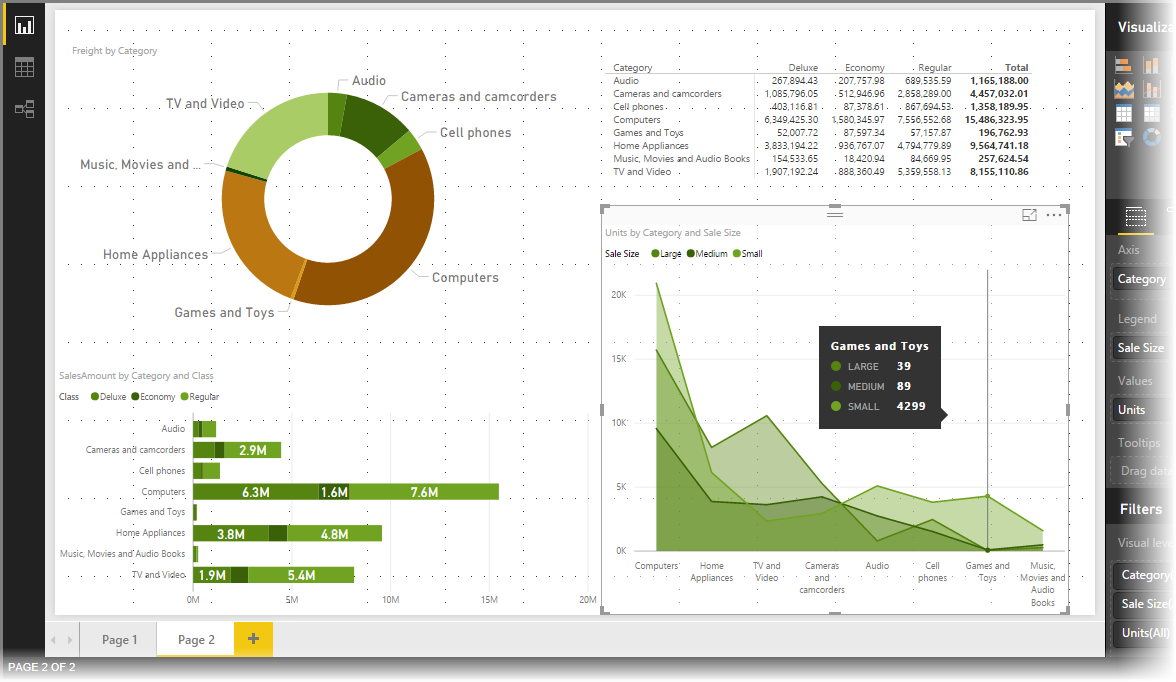 Freight by Category
Audio
TV and Video
Cameras and camcorders
Cell phones
Music, Movies and ...
Home Appliances
Computers
Games and Toys
Category Deluxe Economy Regular Total
Audio 267,894.43 207,757.98 689,535.59 1,165,188.00
Cameras and camcorders 1,085,796.05 512,946.96 2,858,289.00 4,457,032.01
Cell phones 403,116.81 87,378.61 867,694.53 1,358,189.95
Computers 6,349,425.30 1,580,345.97 7,556,552.68 15,486,323.95
Games and Toys 52,007.72 87,597.34 57,157.87 196,762.93
Home Appliances 3,833,194.22 936,767.07 4,794,779.89 9,564,741.18
Music, Movies and Audio Books 154,533.65 18,420.94 84,669.95 257,624.54
TV and Video 1,907,192.24 888,360.49 5,359,558.13 8,155,110.86
SalesAmount by Category and Class
Class Deluxe Economy Regular
Audio
Cameras and camcorders 2.9M
Cell phones
Computers 6.3M 1.6M 7.6M
Games and Toys
Home Appliances 3.8M 4.8M
Music, Movies and Audio Books
TV and Video 1.9M 5.4M
0M 5M 10M 15M 20M
Units by Category and Sale Size
Sale Size Large Medium Small
20K
15K
10K
5K
0K
Games and Toys
LARGE 39
MEDIUM 89
SMALL 4299
Computers
Home
Appliances
TV and
Video
Cameras
and
camcorders
Audio
Cell
phones
Games and
Toys
Music,
Movies and
Audio
Books
Visualiza
Axis
Category
Legend
Sale Size
Values
Units
Tooltips
Drag data
Filters
Visual leve
Category(
Sale Size(
Units(All)
Page 1 Page 2 +
PAGE 2 OF 2